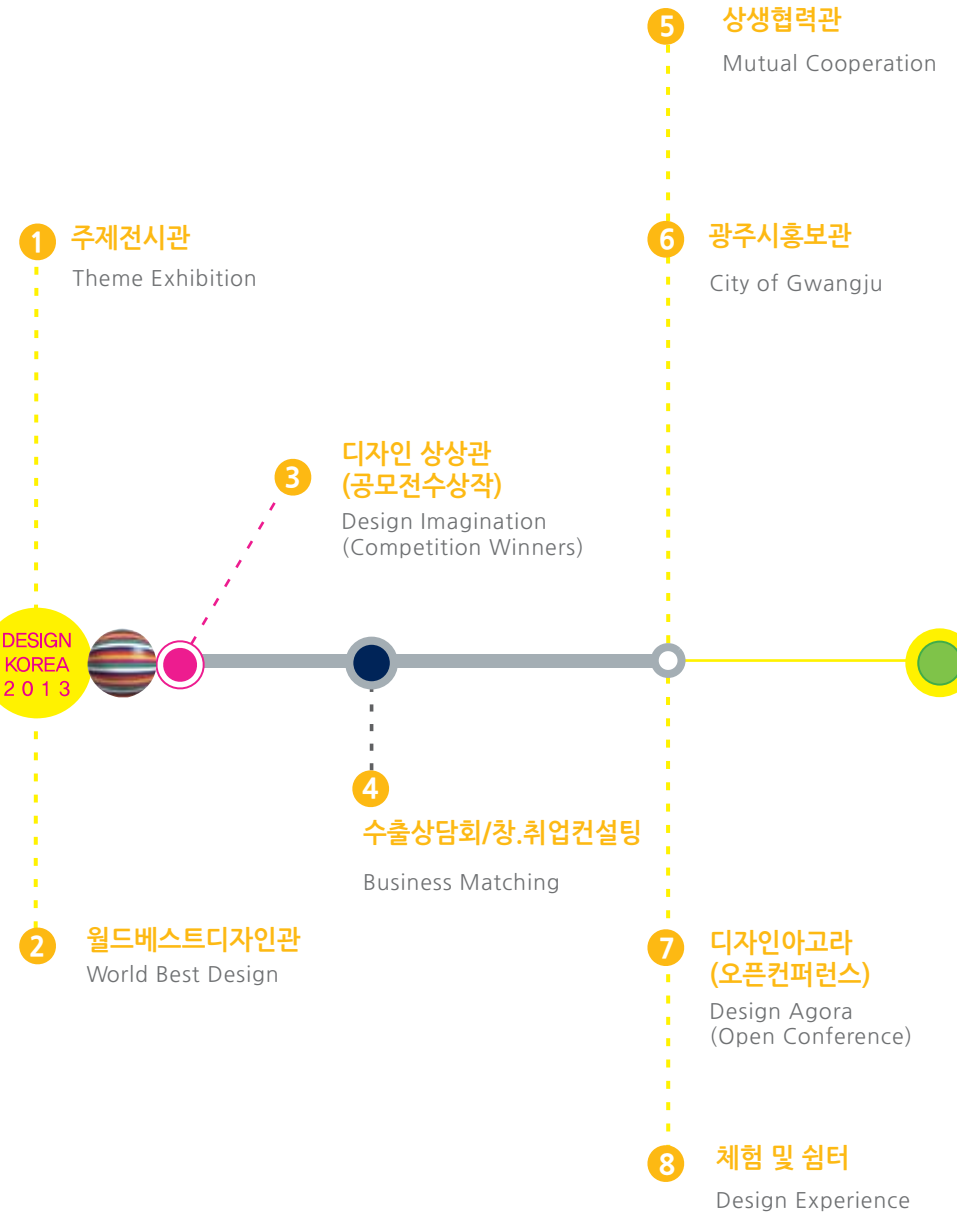 5 상생협력관
Mutual Cooperation
1 주제전시관
Theme Exhibition
6 광주시홍보관
City of Gwangju
3 디자인 상상관
(공모전수상작)
Design Imagination
(Competition Winners)
DESIGN
KOREA
2 0 1 3
4
수출상담회/창.취업컨설팅
Business Matching
2 월드베스트디자인관
World Best Design
7 디자인아고라
(오픈컨퍼런스)
Design Agora
(Open Conference)
8 체험 및 쉼터
Design Experience